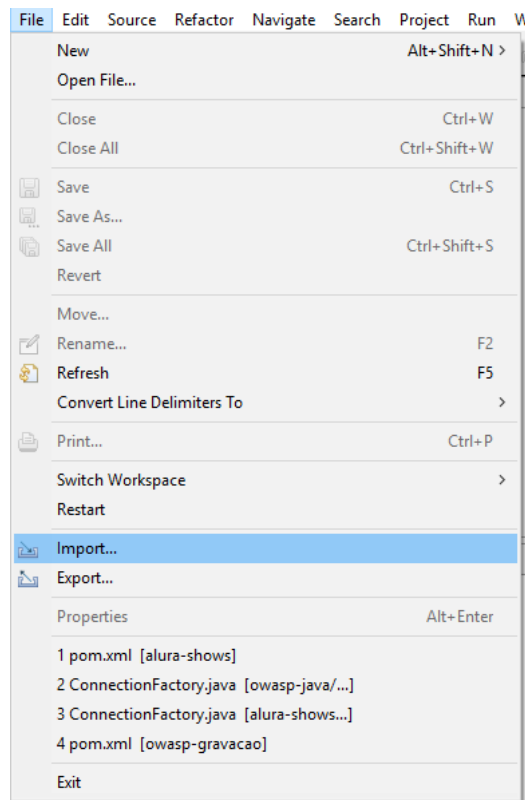 File Edit Source Refactor Navigate Search Project Run
New Alt+Shift+N >
Open File...
Close Ctrl+W
Close All Ctrl+Shift+W
Save Ctrl+S
Save As...
Save All Ctrl+Shift+S
Revert
Move...
Rename... F2
Refresh F5
Convert Line Delimiters To >
Print... Ctrl+P
Switch Workspace >
Restart
Import...
Export...
Properties Alt+Enter
1 pom.xml [alura-shows]
2 ConnectionFactory.java [owasp-java/...]
3 ConnectionFactory.java [alura-shows...]
4 pom.xml [owasp-gravacao]
Exit